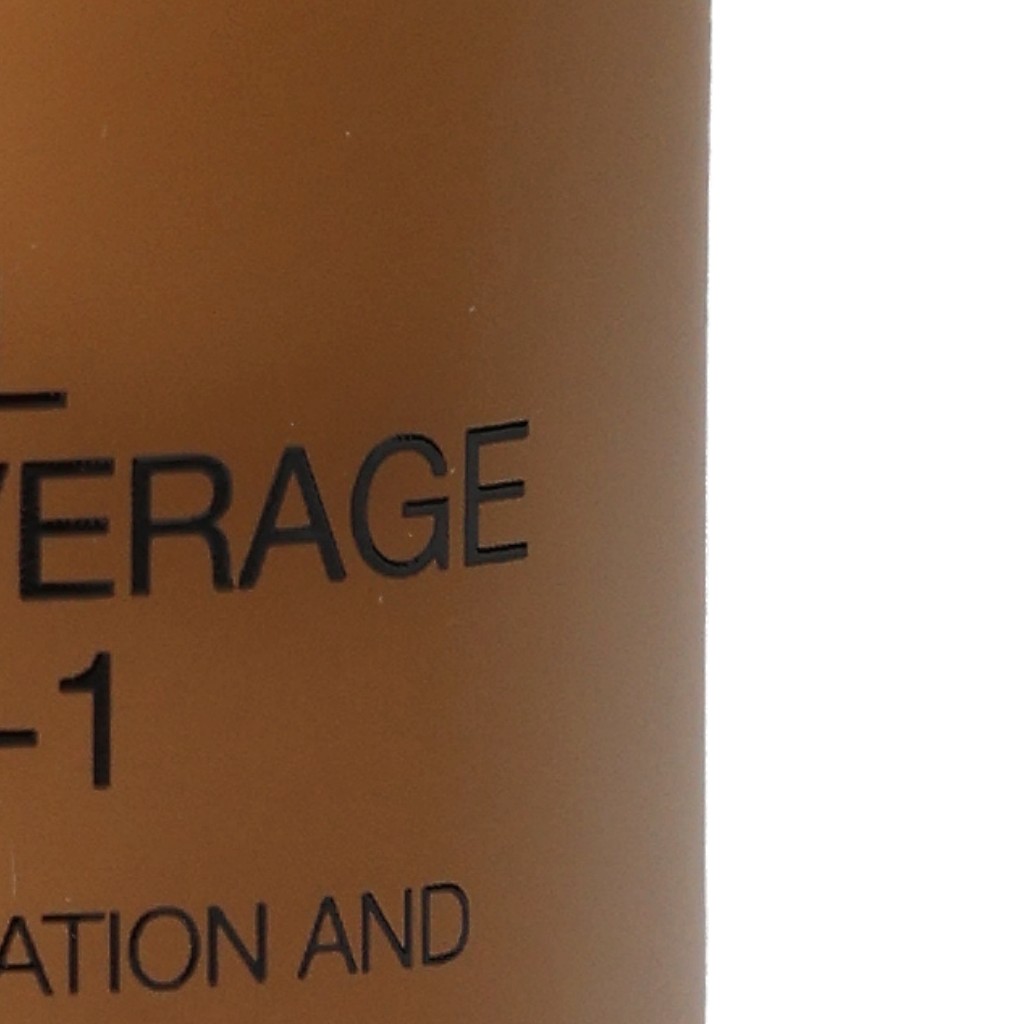 VERAGE
-1
ATION AND